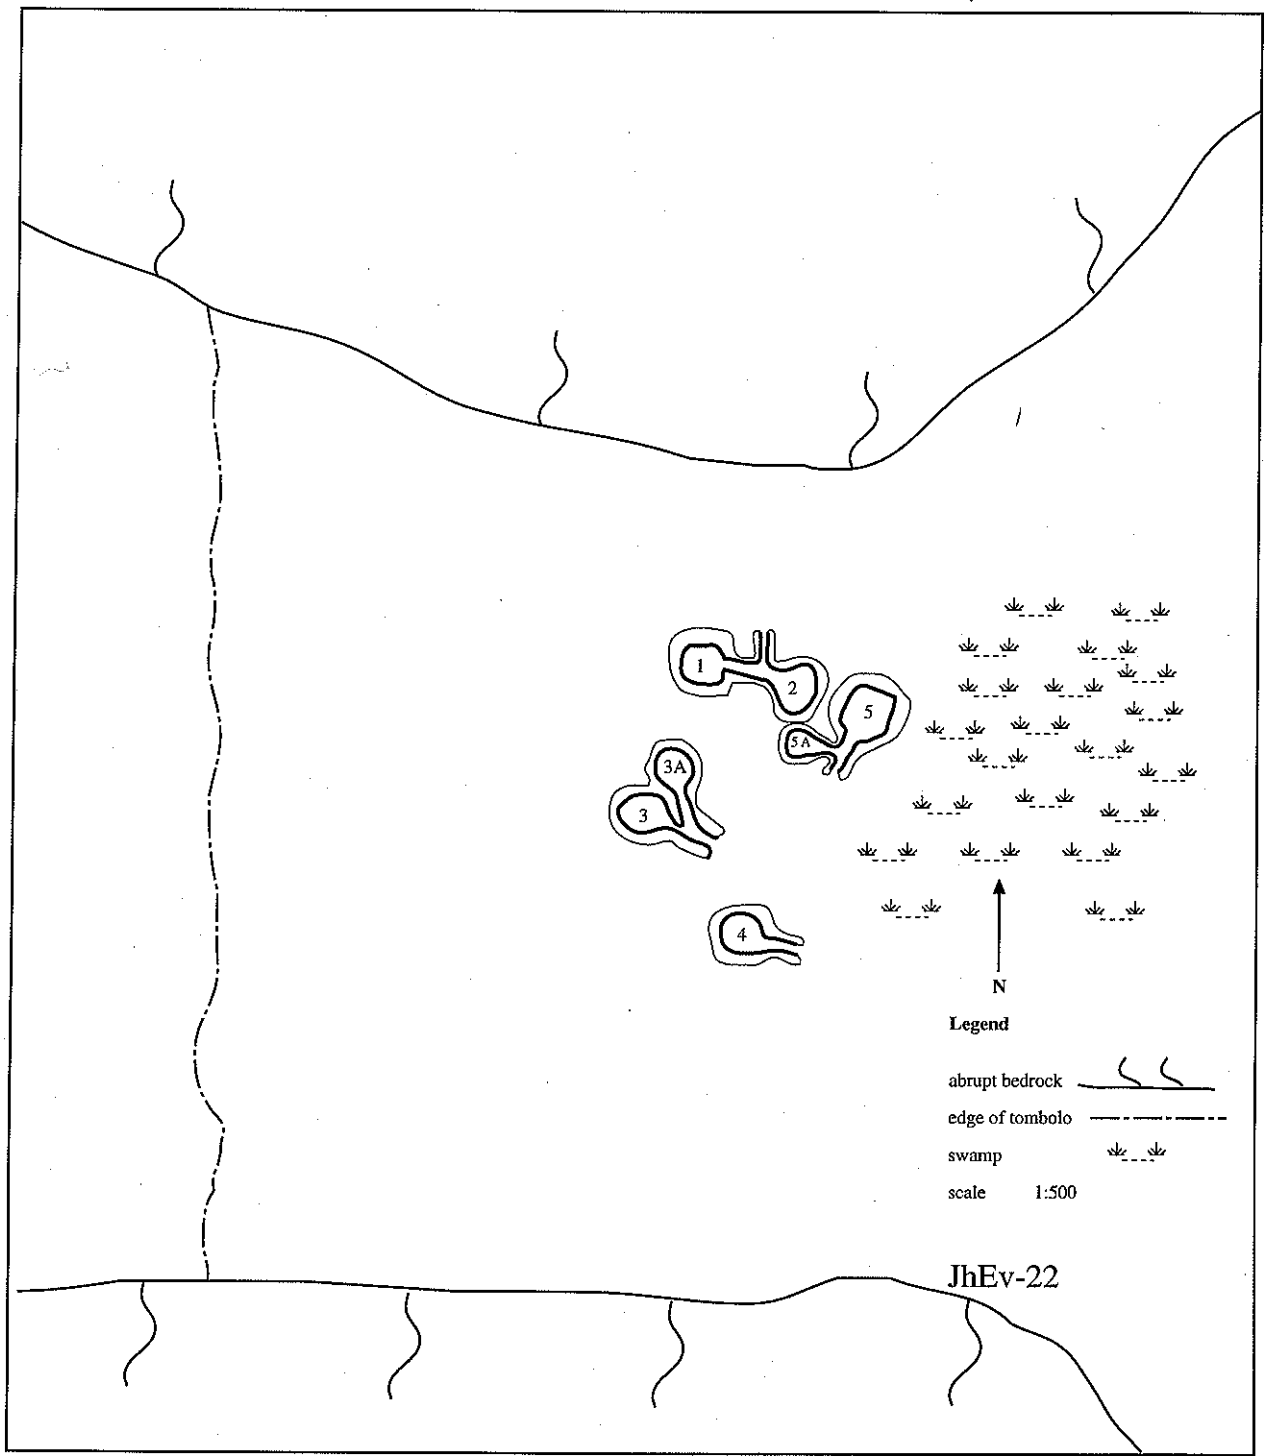 1
2
5
5A
3A
3
4
N
Legend
abrupt bedrock
edge of tombolo
swamp
scale 1:500
JhEv-22